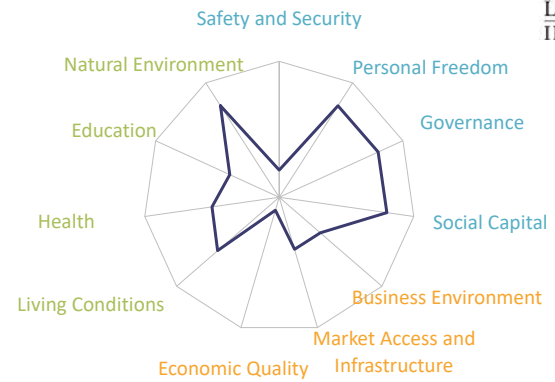 Safety and Security
Personal Freedom
Governance
Social Capital
Business Environment
Market Access and
Infrastructure
Economic Quality
Living Conditions
Health
Education
Natural Environment